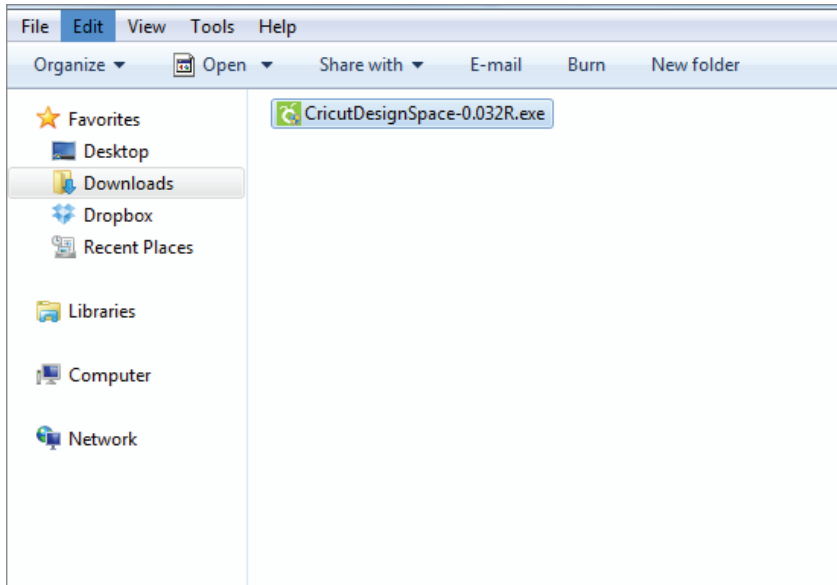 File Edit View Tools Help
Organize Open Share with E-mail Burn New folder
Favorites
Desktop
Downloads
Dropbox
Recent Places
Libraries
Computer
Network
CricutDesignSpace-0.032R.exe